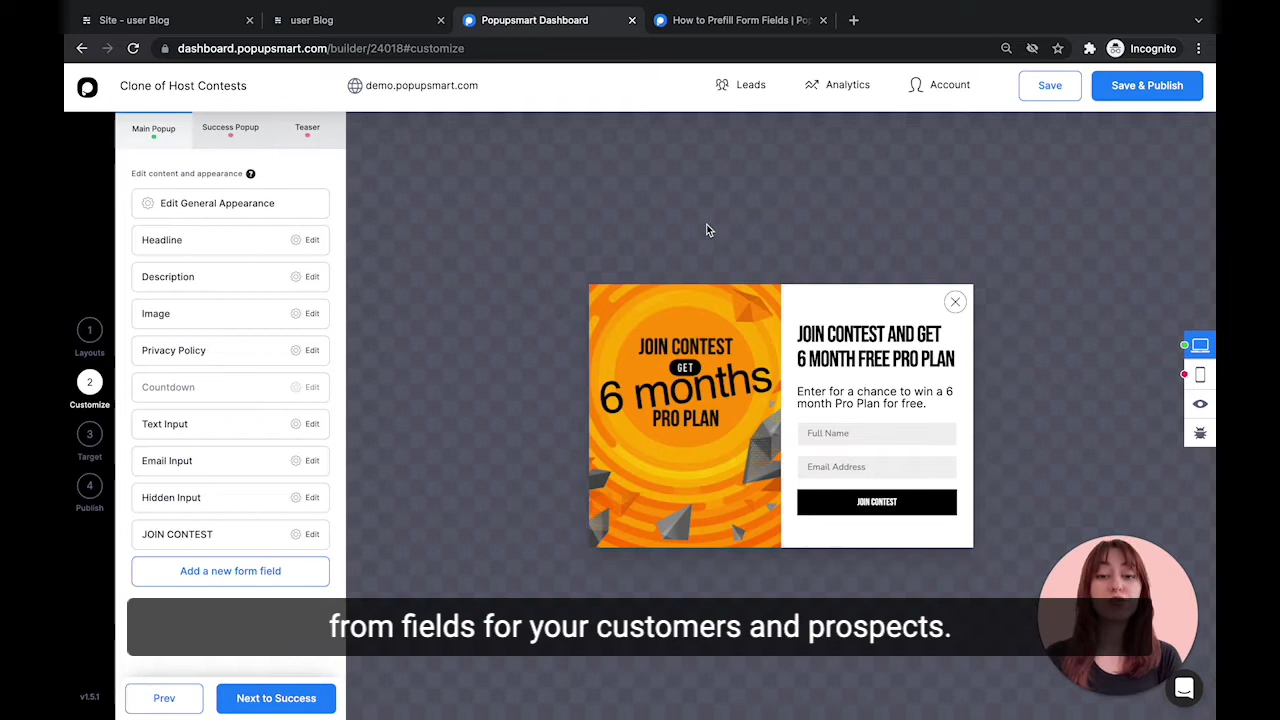 Site - user Blog
user Blog
Popupsmart Dashboard
How to Prefill Form Fields | Pop
dashboard.popupsmart.com/builder/24018#customize
Incognito
Clone of Host Contests
demo.popupsmart.com
Leads
Analytics
Account
Save
Save & Publish
Main Popup
Success Popup
Teaser
Edit content and appearance ?
Edit General Appearance
Headline Edit
Description Edit
Image Edit
Privacy Policy Edit
Countdown Edit
Text Input Edit
Email Input Edit
Hidden Input Edit
JOIN CONTEST Edit
Add a new form field
1
Layouts
2
Customize
3
Target
4
Publish
v1.5.1
Prev
Next to Success
JOIN CONTEST
GET
6 months
PRO PLAN
JOIN CONTEST AND GET
6 MONTH FREE PRO PLAN
Enter for a chance to win a 6
month Pro Plan for free.
Full Name
Email Address
JOIN CONTEST
from fields for your customers and prospects.